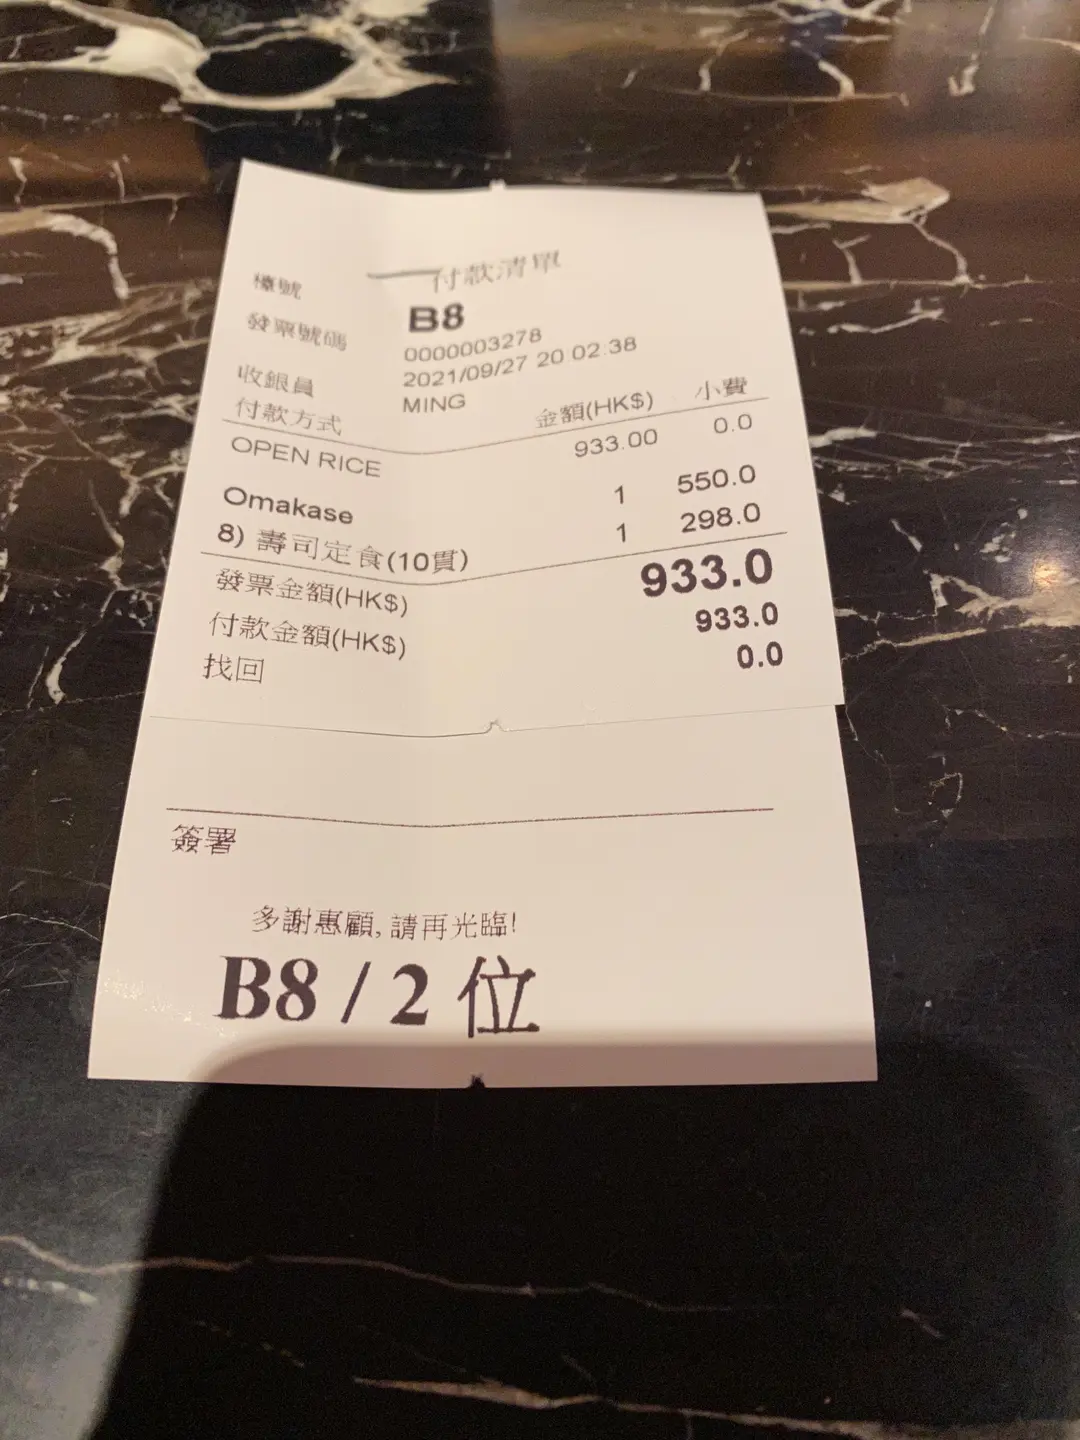 付款清單
檯號 B8
發票號碼 0000003278
2021/09/27 20:02:38
收銀員 MING
付款方式 金額(HK$) 小費
OPEN RICE 933.00 0.0
Omakase 1 550.0
8) 壽司定食(10貫) 1 298.0
發票金額(HK$) 933.0
付款金額(HK$) 933.0
找回 0.0
簽署
多謝惠顧, 請再光臨!
B8 / 2 位